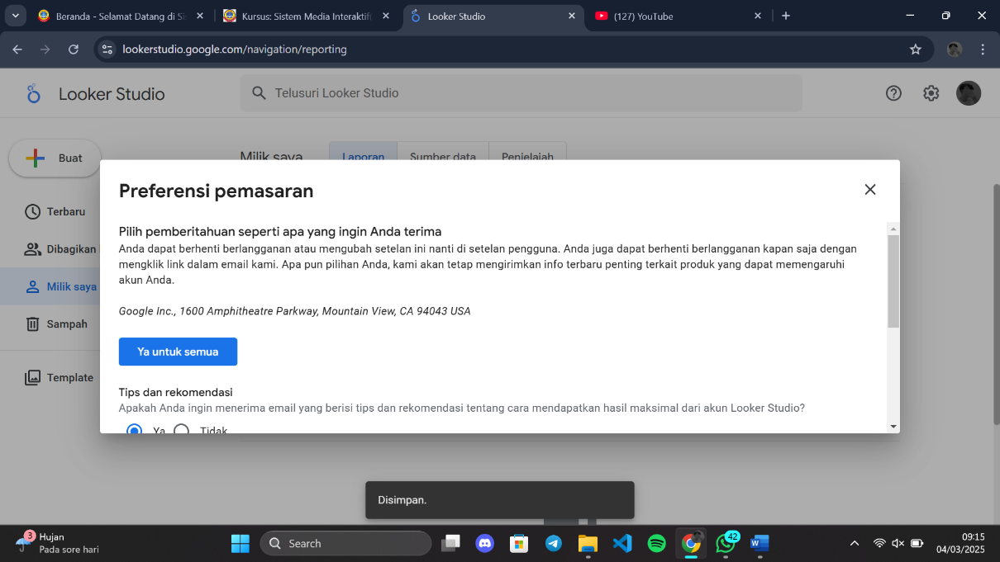 Beranda - Selamat Datang di Si
Kursus: Sistem Media Interaktif(
Looker Studio
(127) YouTube
lookerstudio.google.com/navigation/reporting
Looker Studio
Telusuri Looker Studio
Buat
Milik saya
Laporan
Sumber data
Penjelajah
Terbaru
Dibagikan
Milik saya
Sampah
Template
Preferensi pemasaran
Pilih pemberitahuan seperti apa yang ingin Anda terima
Anda dapat berhenti berlangganan atau mengubah setelan ini nanti di setelan pengguna. Anda juga dapat berhenti berlangganan kapan saja dengan
mengklik link dalam email kami. Apa pun pilihan Anda, kami akan tetap mengirimkan info terbaru penting terkait produk yang dapat memengaruhi
akun Anda.
Google Inc., 1600 Amphitheatre Parkway, Mountain View, CA 94043 USA
Ya untuk semua
Tips dan rekomendasi
Apakah Anda ingin menerima email yang berisi tips dan rekomendasi tentang cara mendapatkan hasil maksimal dari akun Looker Studio?
Ya
Tidak
Disimpan.
3
Hujan
Pada sore hari
Search
42
09:15
04/03/2025